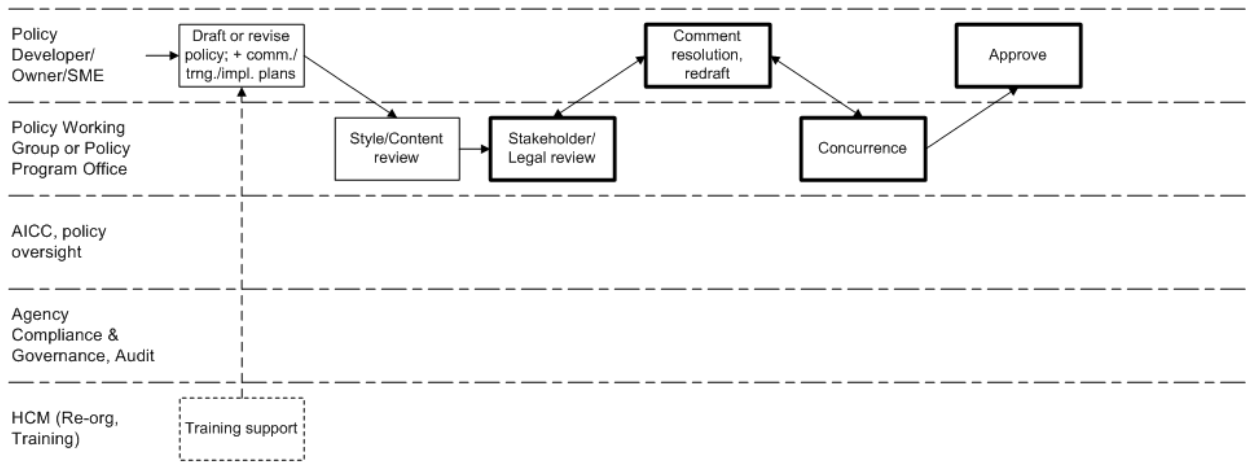 Policy
Developer/
Owner/SME
Draft or revise
policy; + comm./
trng./impl. plans
Comment
resolution,
redraft
Approve
Policy Working
Group or Policy
Program Office
Style/Content
review
Stakeholder/
Legal review
Concurrence
AICC, policy
oversight
Agency
Compliance &
Governance, Audit
HCM (Re-org,
Training)
Training support